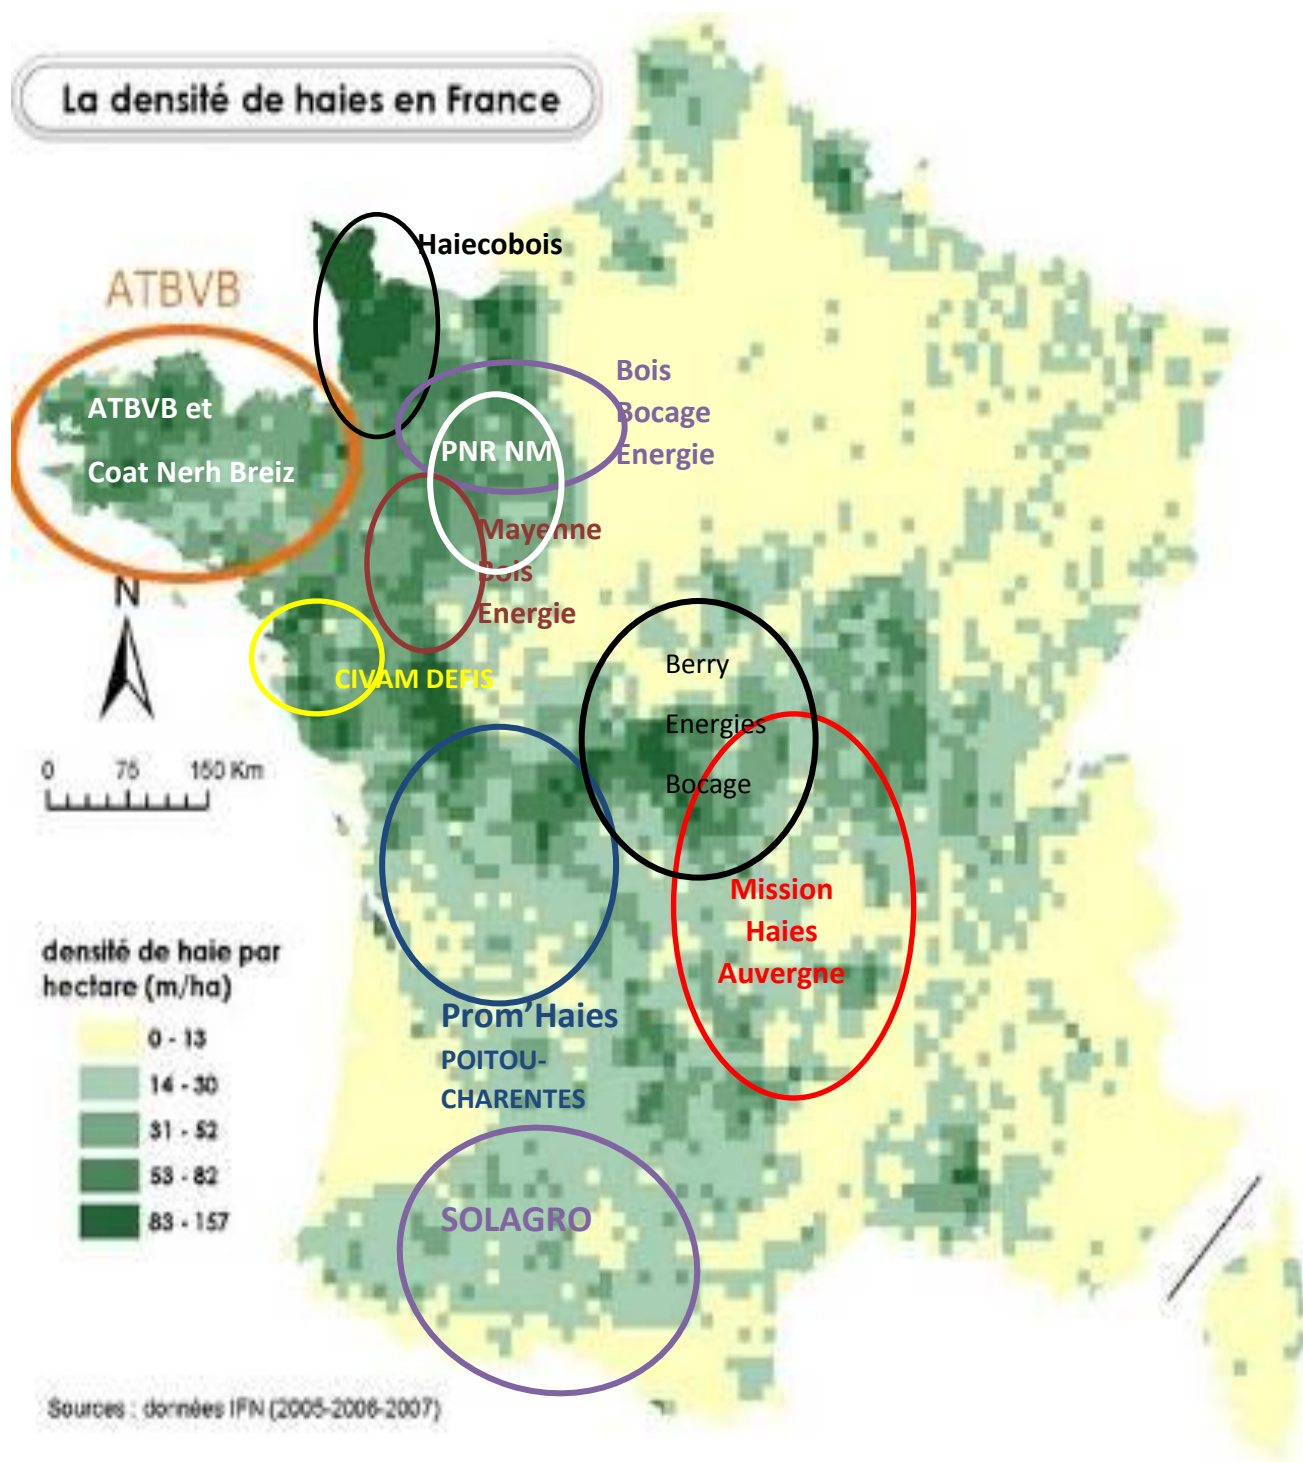 La densité de haies en France
Haiecobois
ATBVB
Bois
Bocage
Energie
ATBVB et
Coat Nerh Breiz
PNR NM
Mayenne
Bois
Energie
N
CIVAM DEFIS
Berry
Energies
Bocage
0 75 150 Km
Mission
Haies
Auvergne
densité de haie par
hectare (m/ha)
0 - 13
14 - 30
31 - 52
53 - 82
83 - 157
Prom’Haies
POITOU-
CHARENTES
SOLAGRO
Sources : données IFN (2005-2006-2007)